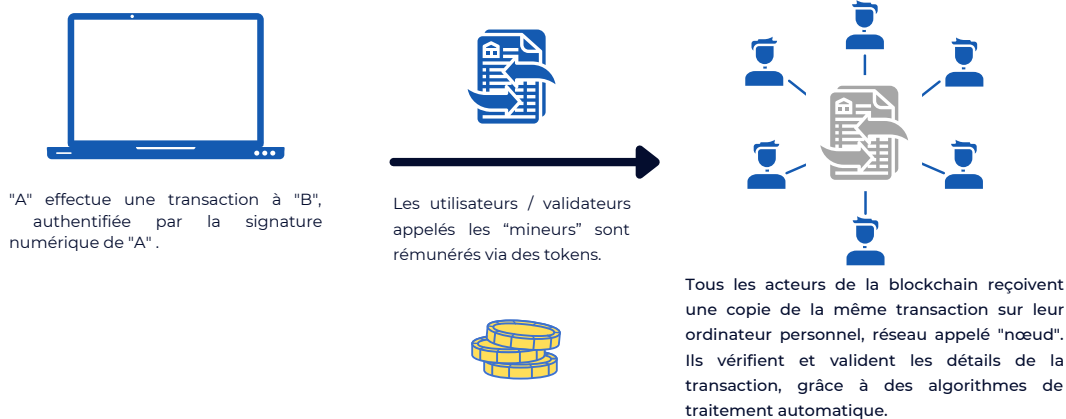 "A" effectue une transaction à "B",
authentifiée par la signature
numérique de "A" .
Les utilisateurs / validateurs
appelés les “mineurs” sont
rémunérés via des tokens.
Tous les acteurs de la blockchain reçoivent
une copie de la même transaction sur leur
ordinateur personnel, réseau appelé "nœud".
Ils vérifient et valident les détails de la
transaction, grâce à des algorithmes de
traitement automatique.